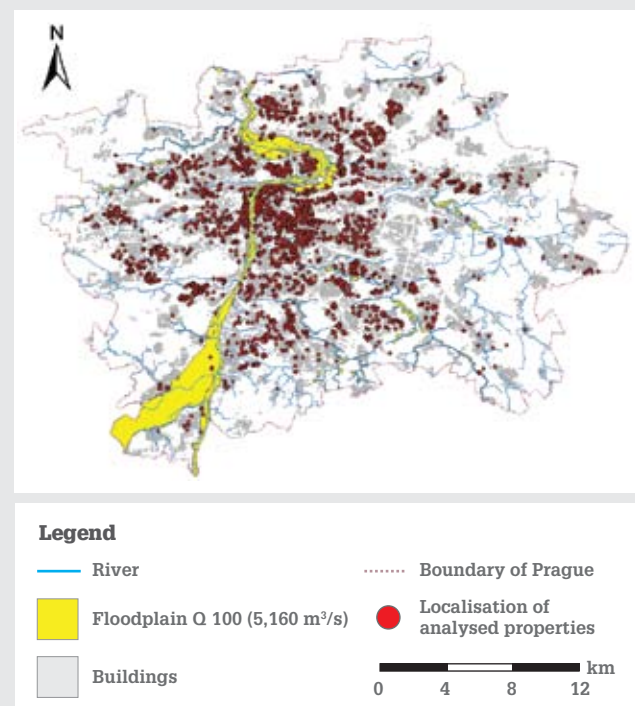 N
Legend
River
Boundary of Prague
Floodplain Q 100 (5,160 m³/s)
Localisation of
analysed properties
Buildings
km
0 4 8 12